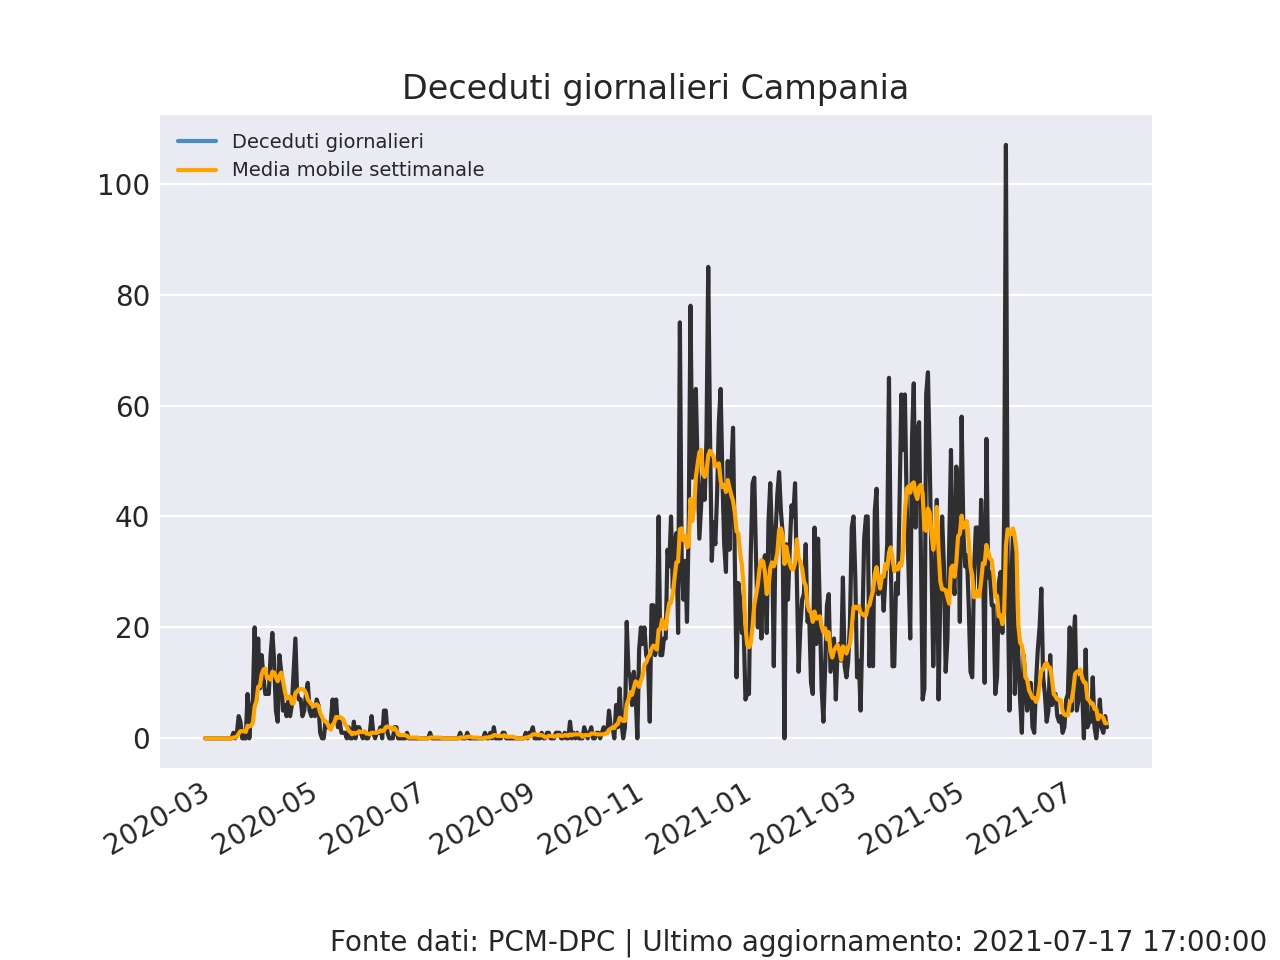 Deceduti giornalieri Campania
Deceduti giornalieri
Media mobile settimanale
100
80
60
40
20
0
2020-03 2020-05 2020-07 2020-09 2020-11 2021-01 2021-03 2021-05 2021-07
Fonte dati: PCM-DPC | Ultimo aggiornamento: 2021-07-17 17:00:00